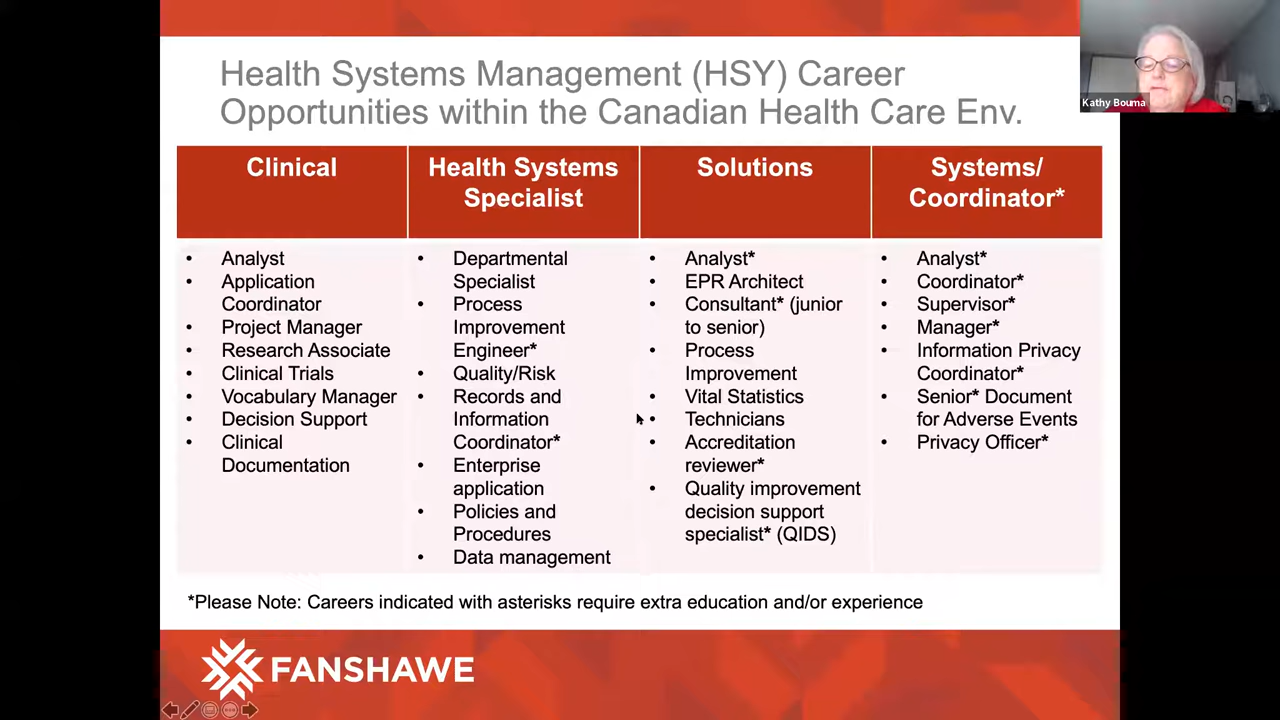 Health Systems Management (HSY) Career
Opportunities within the Canadian Health Care Env.
Kathy Bouma
Clinical
• Analyst
• Application
Coordinator
• Project Manager
• Research Associate
• Clinical Trials
• Vocabulary Manager
• Decision Support
• Clinical
Documentation
Health Systems
Specialist
• Departmental
Specialist
• Process
Improvement
Engineer*
• Quality/Risk
• Records and
Information
Coordinator*
• Enterprise
application
• Policies and
Procedures
• Data management
Solutions
• Analyst*
• EPR Architect
• Consultant* (junior
to senior)
• Process
Improvement
• Vital Statistics
• Technicians
• Accreditation
reviewer*
• Quality improvement
decision support
specialist* (QIDS)
Systems/
Coordinator*
• Analyst*
• Coordinator*
• Supervisor*
• Manager*
• Information Privacy
Coordinator*
• Senior* Document
for Adverse Events
• Privacy Officer*
*Please Note: Careers indicated with asterisks require extra education and/or experience
FANSHAWE